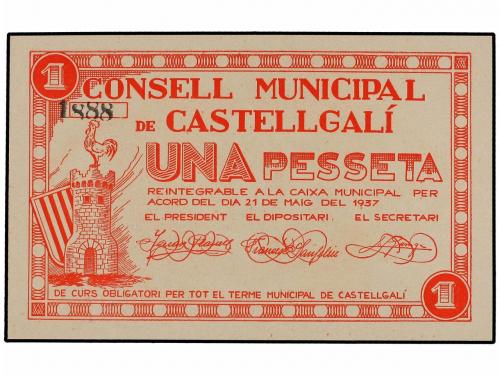 1
CONSELL MUNICIPAL
1888
DE CASTELLGALÍ
UNA PESSETA
REINTEGRABLE A LA CAIXA MUNICIPAL PER
ACORD DEL DIA 21 DE MAIG DEL 1937
EL PRESIDENT EL DIPOSITARI. EL SECRETARI
DE CURS OBLIGATORI PER TOT EL TERME MUNICIPAL DE CASTELLGALÍ
1